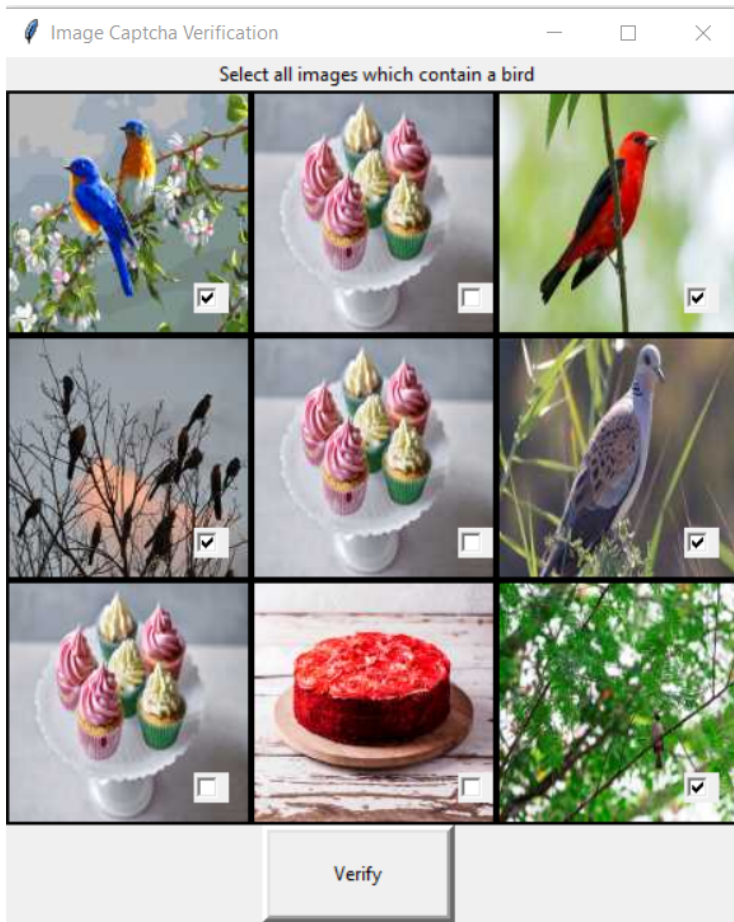 Image Captcha Verification
Select all images which contain a bird
Verify